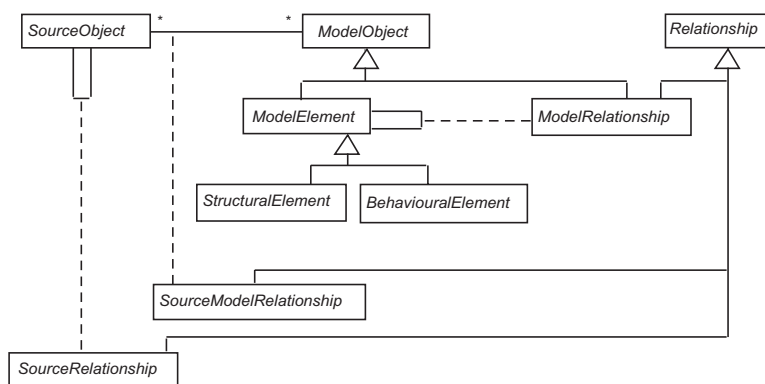 SourceObject
*
*
ModelObject
Relationship
ModelElement
ModelRelationship
StructuralElement
BehaviouralElement
SourceModelRelationship
SourceRelationship